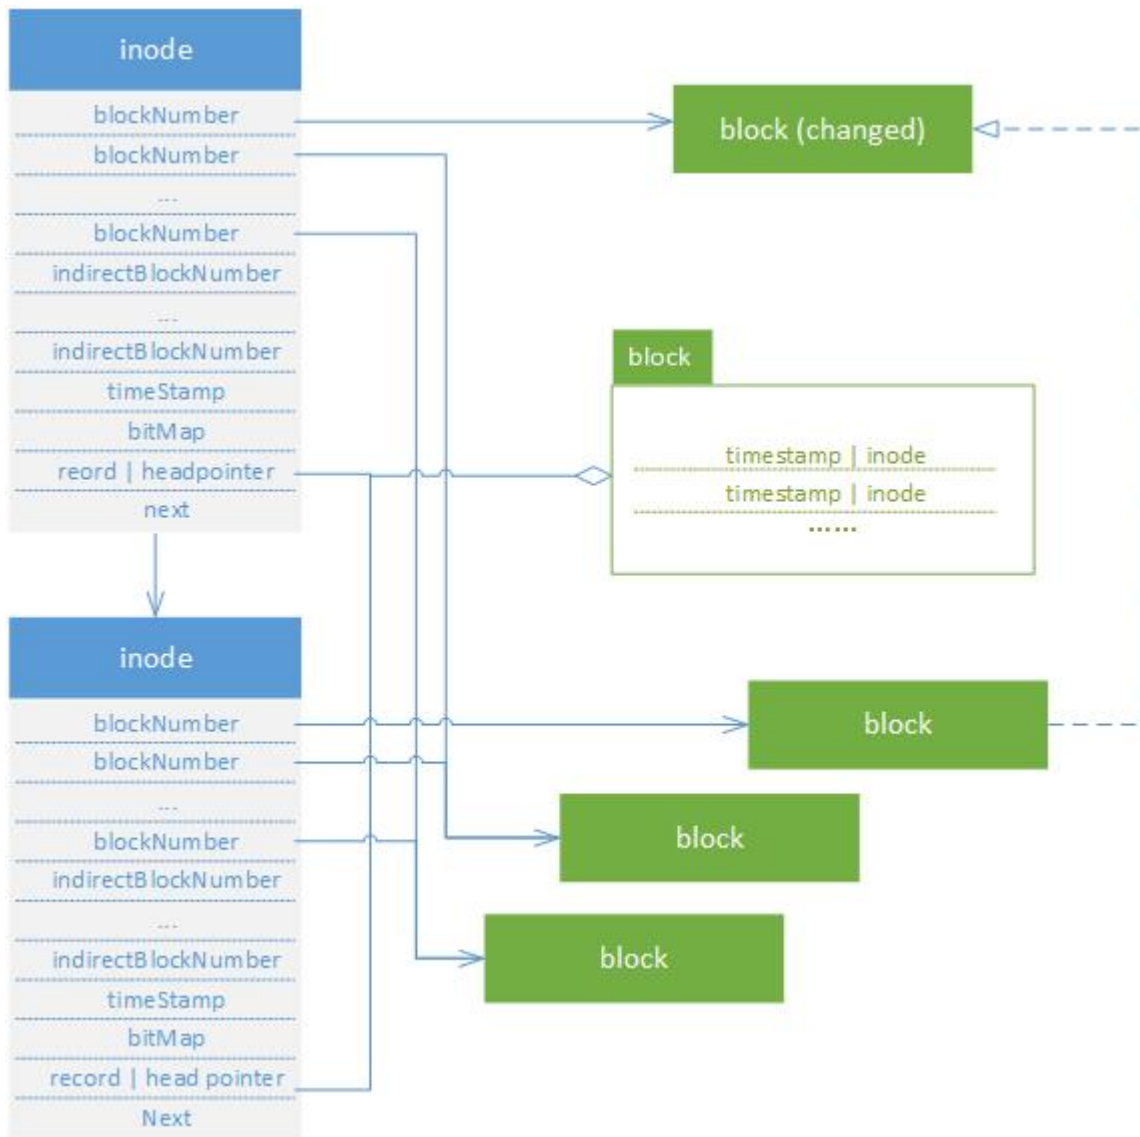 inode
blockNumber
blockNumber
...
blockNumber
indirectBlockNumber
...
indirectBlockNumber
timeStamp
bitMap
reord | headpointer
next
block (changed)
block
timestamp | inode
timestamp | inode
......
inode
blockNumber
blockNumber
...
blockNumber
indirectBlockNumber
...
indirectBlockNumber
timeStamp
bitMap
record | head pointer
Next
block
block
block